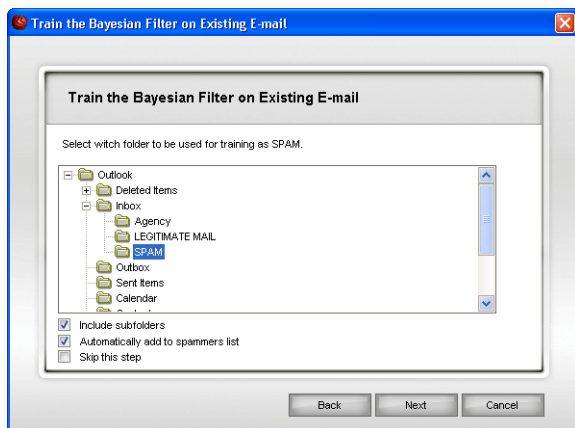 Train the Bayesian Filter on Existing E-mail
Train the Bayesian Filter on Existing E-mail
Select witch folder to be used for training as SPAM.
Outlook
Deleted Items
Inbox
Agency
LEGITIMATE MAIL
SPAM
Outbox
Sent Items
Calendar
Include subfolders
Automatically add to spammers list
Skip this step
Back Next Cancel